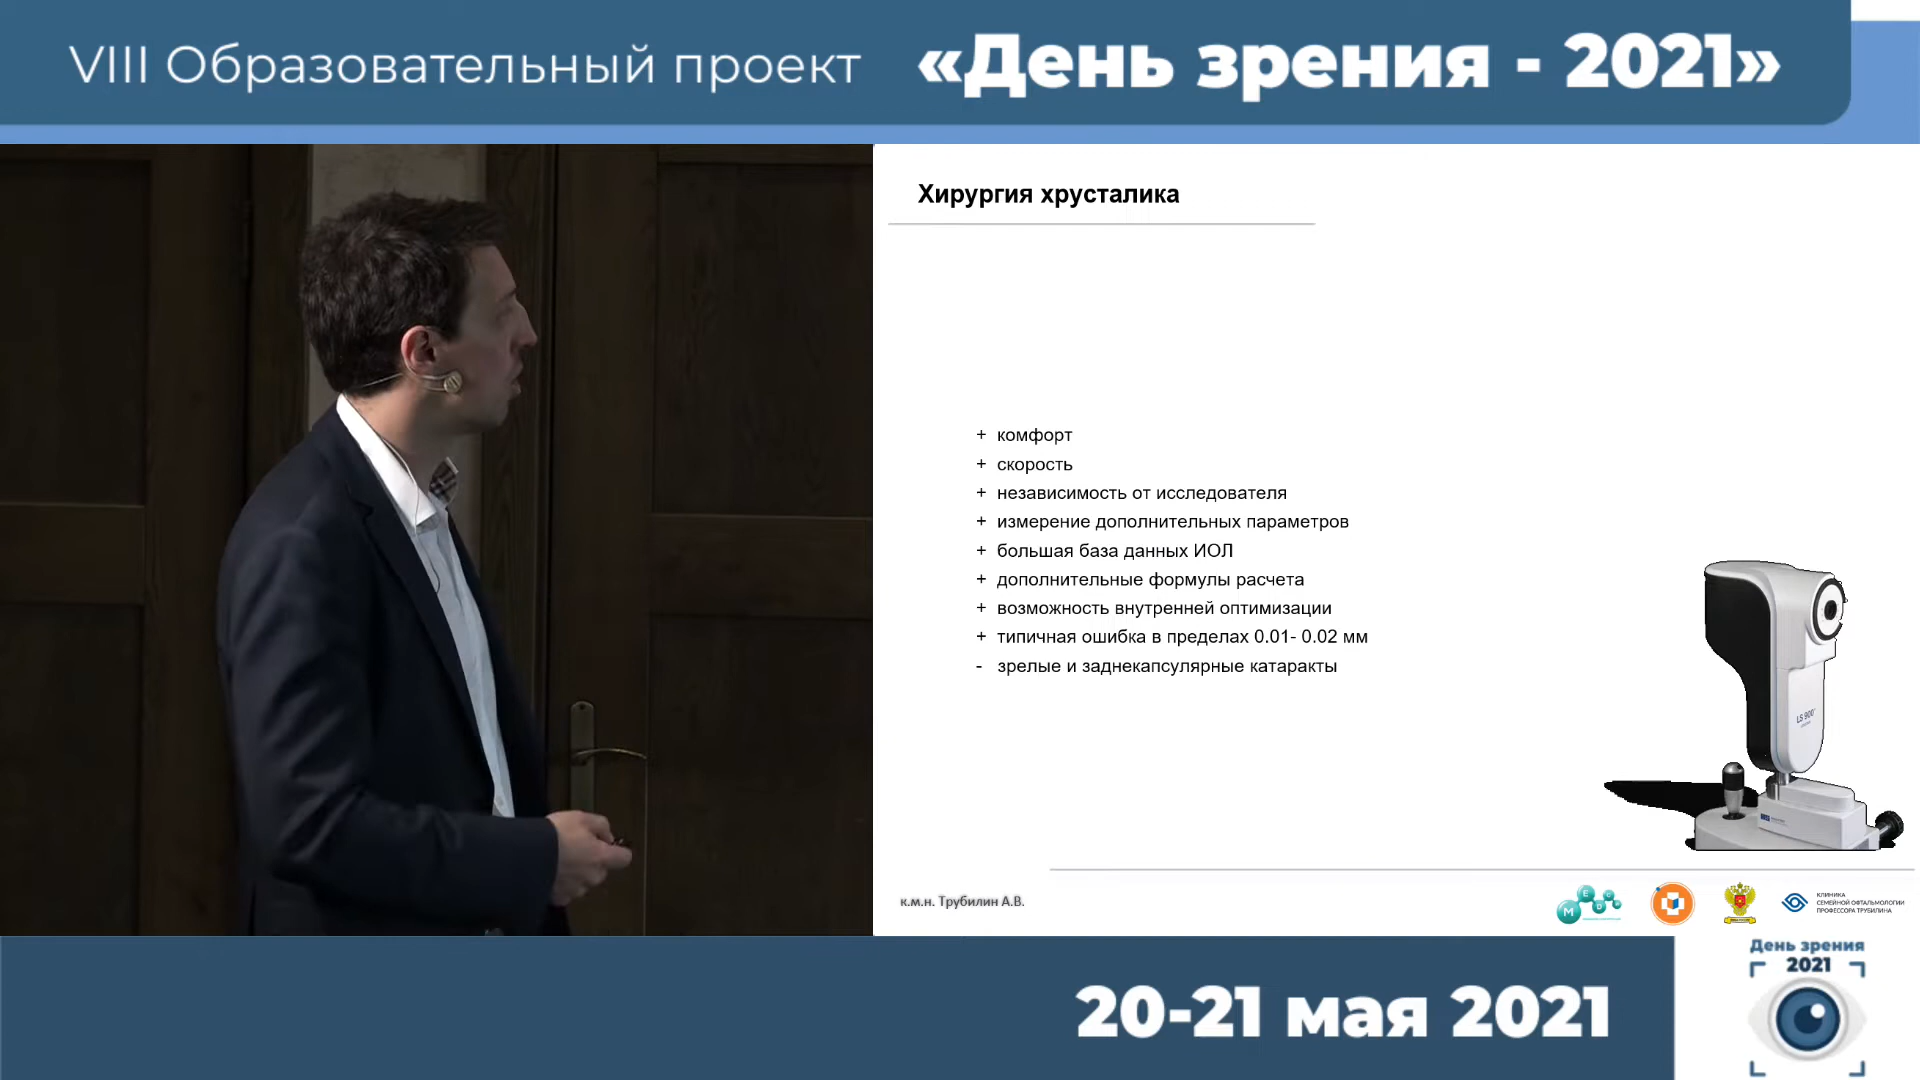 VIII Образовательный проект «День зрения - 2021»
Хирургия хрусталика
+ комфорт
+ скорость
+ независимость от исследователя
+ измерение дополнительных параметров
+ большая база данных ИОЛ
+ дополнительные формулы расчета
+ возможность внутренней оптимизации
+ типичная ошибка в пределах 0.01- 0.02 мм
- зрелые и заднекапсулярные катаракты
LS 900
к.м.н. Трубилин А.В.
КЛИНИКА
СЕМЕЙНОЙ ОФТАЛЬМОЛОГИИ
ПРОФЕССОРА ТРУБИЛИНА
День зрения
2021
20-21 мая 2021